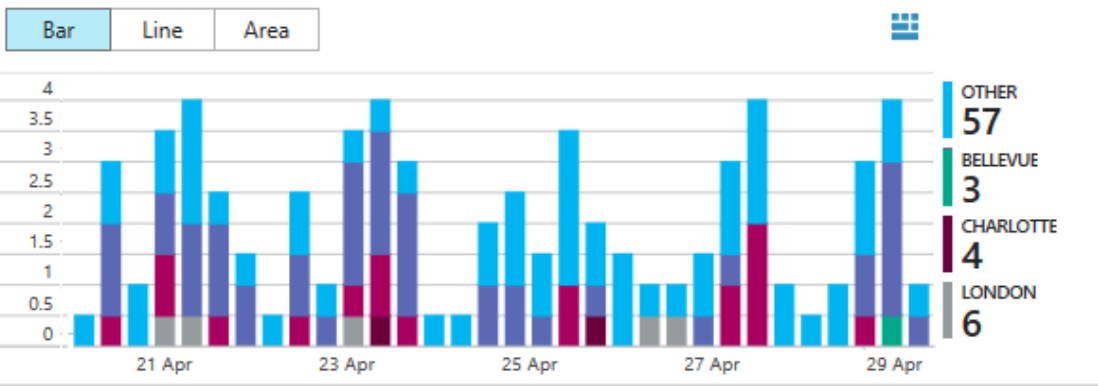 Bar Line Area
4
3.5
3
2.5
2
1.5
1
0.5
0
21 Apr 23 Apr 25 Apr 27 Apr 29 Apr
OTHER
57
BELLEVUE
3
CHARLOTTE
4
LONDON
6